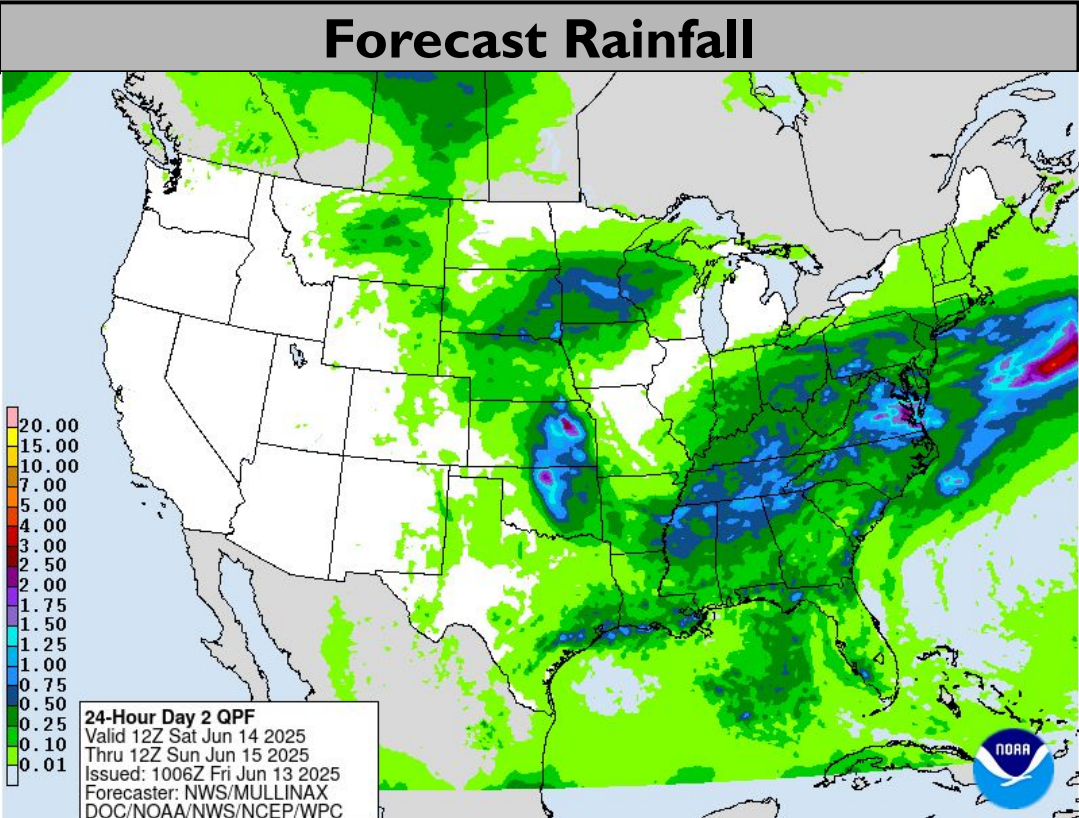 Forecast Rainfall
20.00
15.00
10.00
7.00
5.00
4.00
3.00
2.50
2.00
1.75
1.50
1.25
1.00
0.75
0.50
0.25
0.10
0.01
24-Hour Day 2 QPF
Valid 12Z Sat Jun 14 2025
Thru 12Z Sun Jun 15 2025
Issued: 1006Z Fri Jun 13 2025
Forecaster: NWS/MULLINAX
DOC/NOAA/NWS/NCEP/WPC
NOAA